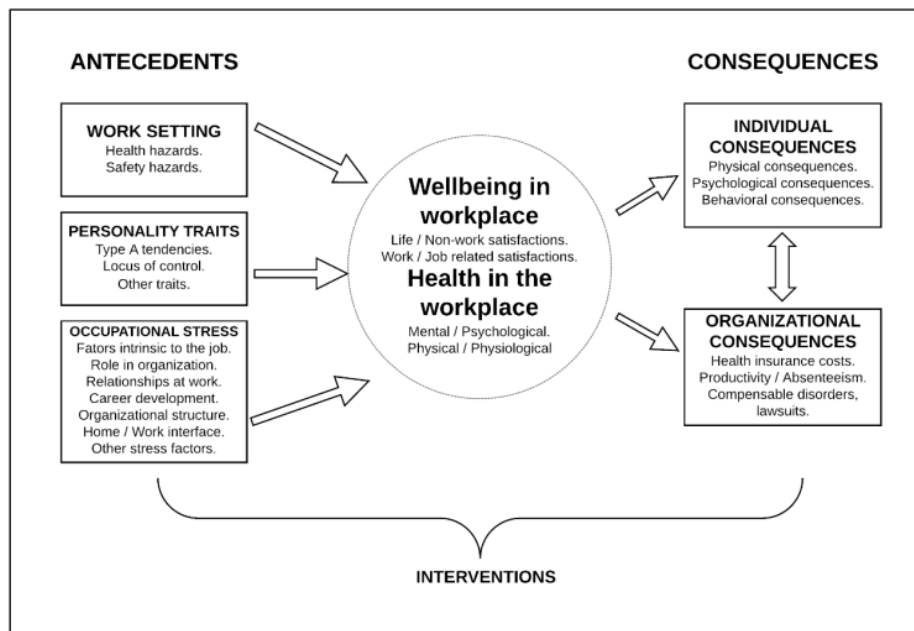 ANTECEDENTS
WORK SETTING
Health hazards.
Safety hazards.
PERSONALITY TRAITS
Type A tendencies.
Locus of control.
Other traits.
OCCUPATIONAL STRESS
Fators intrinsic to the job.
Role in organization.
Relationships at work.
Career development.
Organizational structure.
Home / Work interface.
Other stress factors.
Wellbeing in
workplace
Life / Non-work satisfactions.
Work / Job related satisfactions.
Health in the
workplace
Mental / Psychological.
Physical / Physiological
CONSEQUENCES
INDIVIDUAL
CONSEQUENCES
Physical consequences.
Psychological consequences.
Behavioral consequences.
ORGANIZATIONAL
CONSEQUENCES
Health insurance costs.
Productivity / Absenteeism.
Compensable disorders,
lawsuits.
INTERVENTIONS